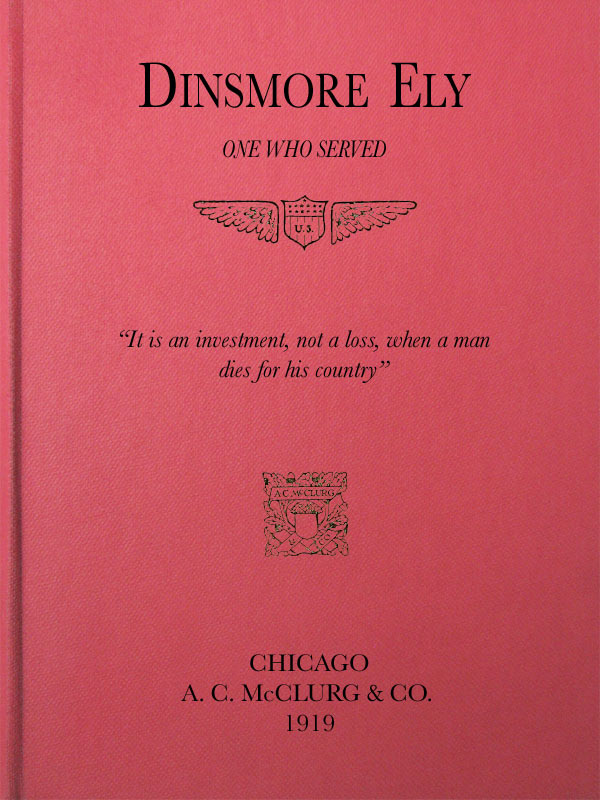 DINSMORE ELY
ONE WHO SERVED
U.S.
“It is an investment, not a loss, when a man
dies for his country”
A.C. McCLURG
CHICAGO
A. C. McCLURG & CO.
1919